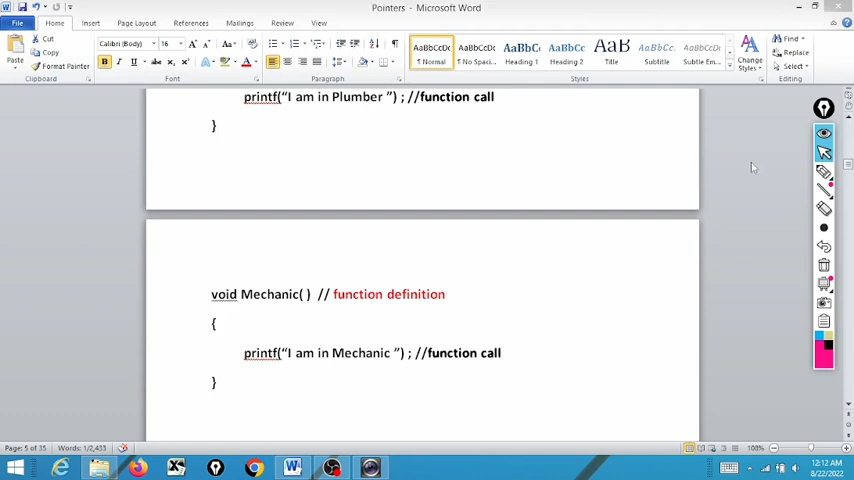 Pointers - Microsoft Word
File Home Insert Page Layout References Mailings Review View
Paste
Cut
Copy
Format Painter
Clipboard
Calibri (Body) 16
Font
Paragraph
AaBbCcDc AaBbCcDc AaBbC( AaBbCc AaB AaBbCc. AaBbCcDc
¶ Normal ¶ No Spaci... Heading 1 Heading 2 Title Subtitle Subtle Em...
Styles
Change
Styles
Find
Replace
Select
Editing
printf(“I am in Plumber ”) ; //function call
}
void Mechanic( ) // function definition
{
printf(“I am in Mechanic ”) ; //function call
}
Page: 5 of 35 Words: 1/2,433
108%
12:12 AM
8/22/2022